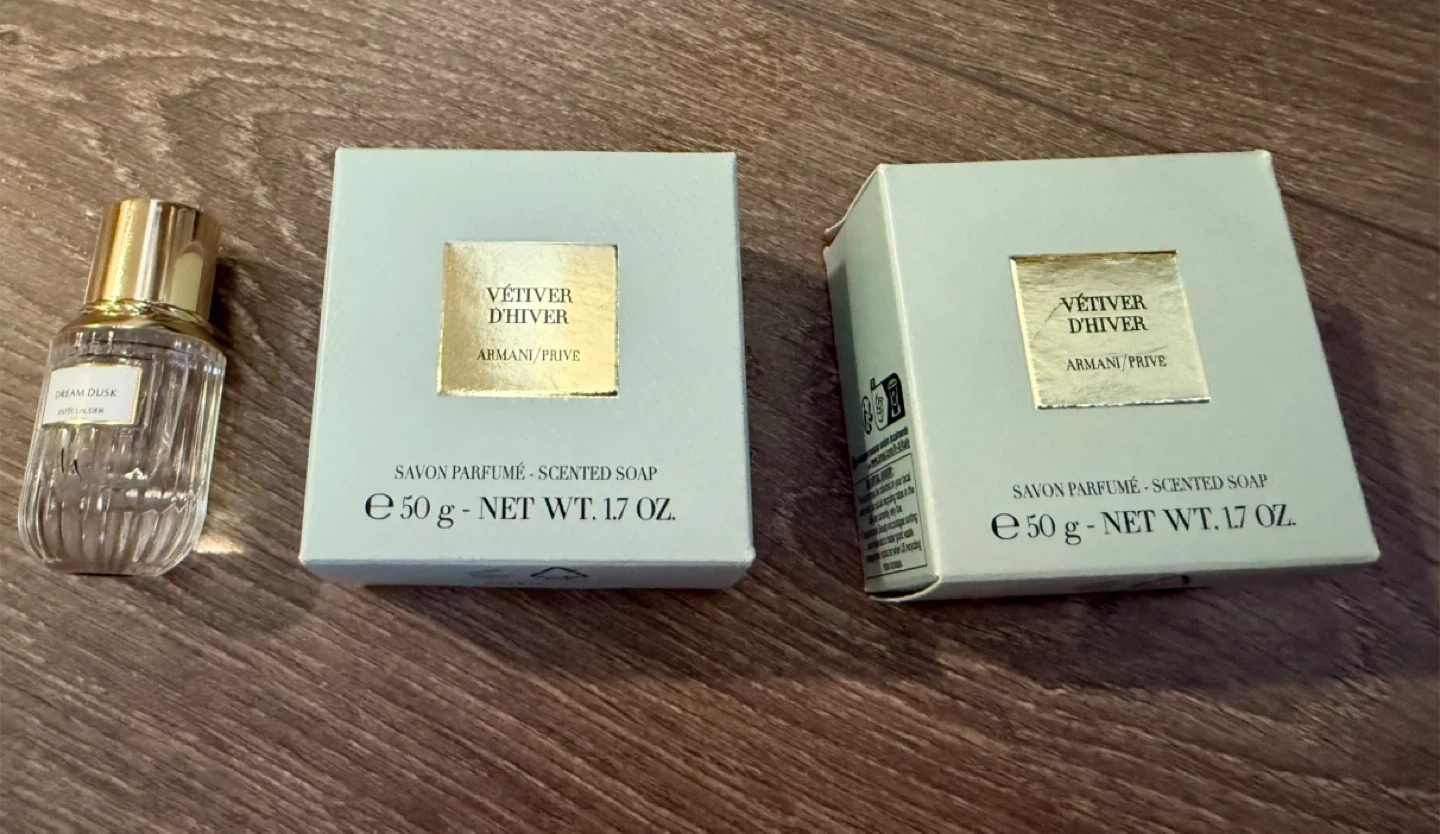 DREAM DUSK
ESTÉE LAUDER
VÉTIVER
D'HIVER
ARMANI/PRIVE
SAVON PARFUMÉ - SCENTED SOAP
℮ 50 g - NET WT. 1.7 OZ.
VÉTIVER
D'HIVER
ARMANI/PRIVE
SAVON PARFUMÉ - SCENTED SOAP
℮ 50 g - NET WT. 1.7 OZ.